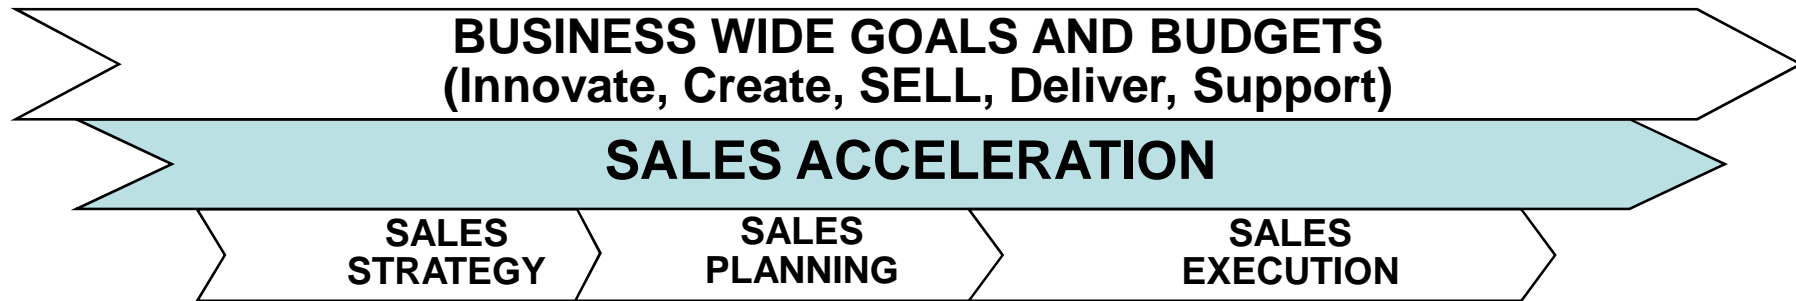 BUSINESS WIDE GOALS AND BUDGETS
(Innovate, Create, SELL, Deliver, Support)
SALES ACCELERATION
SALES
STRATEGY
SALES
PLANNING
SALES
EXECUTION